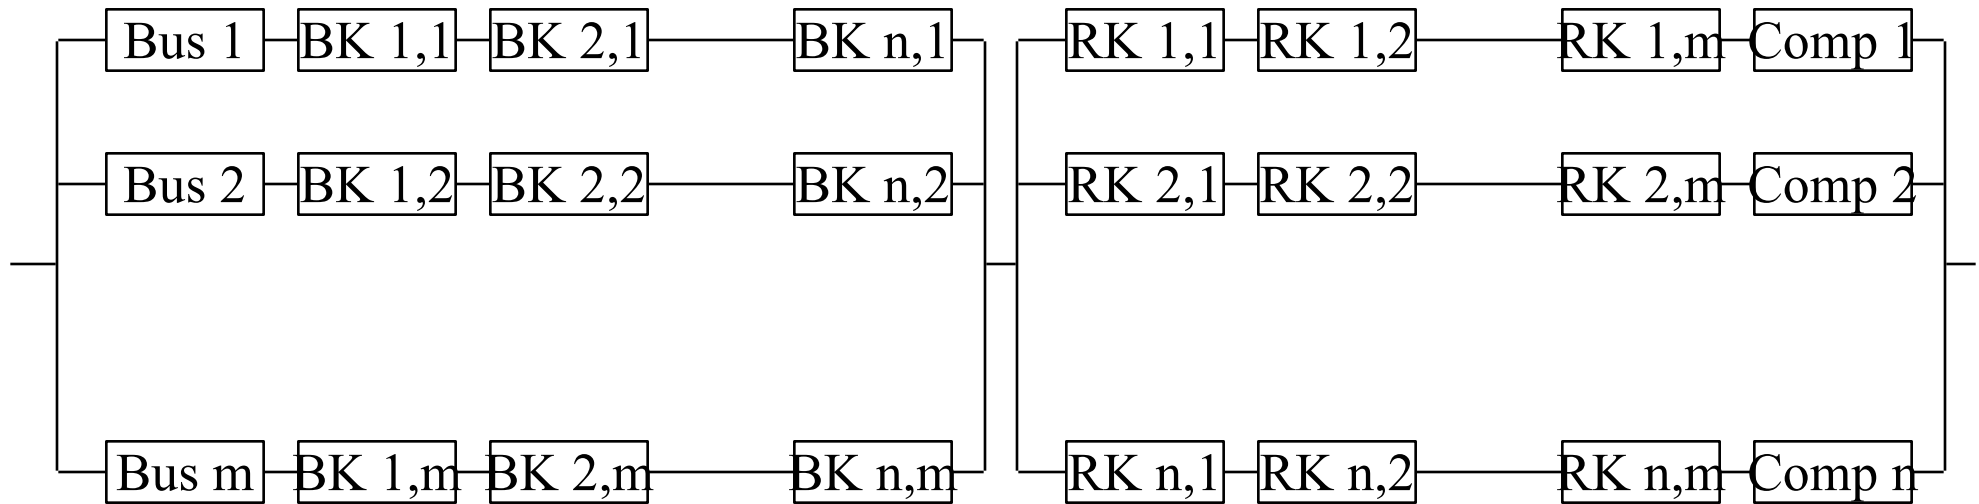 Bus 1 BK 1,1 BK 2,1 BK n,1 RK 1,1 RK 1,2 RK 1,m Comp 1
Bus 2 BK 1,2 BK 2,2 BK n,2 RK 2,1 RK 2,2 RK 2,m Comp 2
Bus m BK 1,m BK 2,m BK n,m RK n,1 RK n,2 RK n,m Comp n